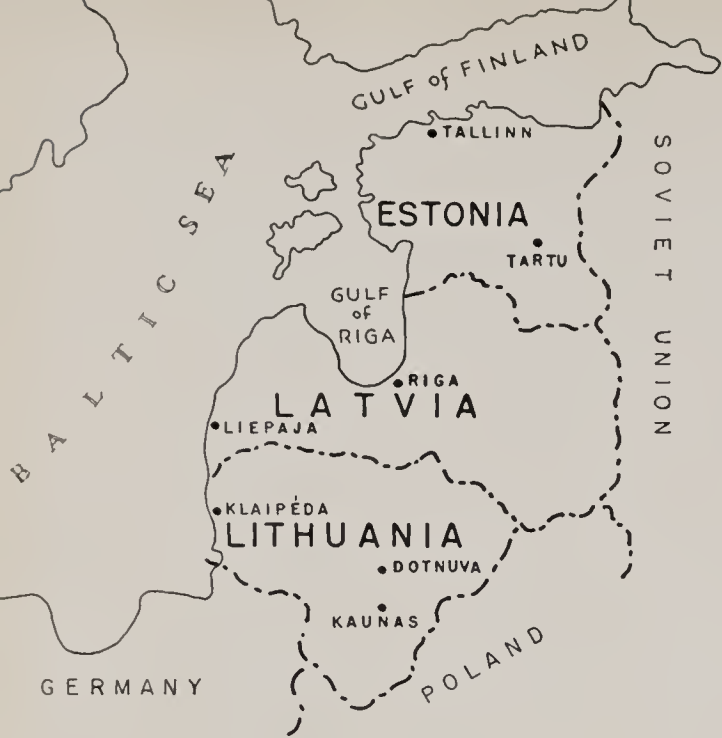 GULF of FINLAND
TALLINN
SOVIET UNION
BALTIC SEA
ESTONIA
TARTU
GULF
of
RIGA
RIGA
LATVIA
LIEPAJA
KLAIPÉDA
LITHUANIA
DOTNUVA
KAUNAS
POLAND
GERMANY